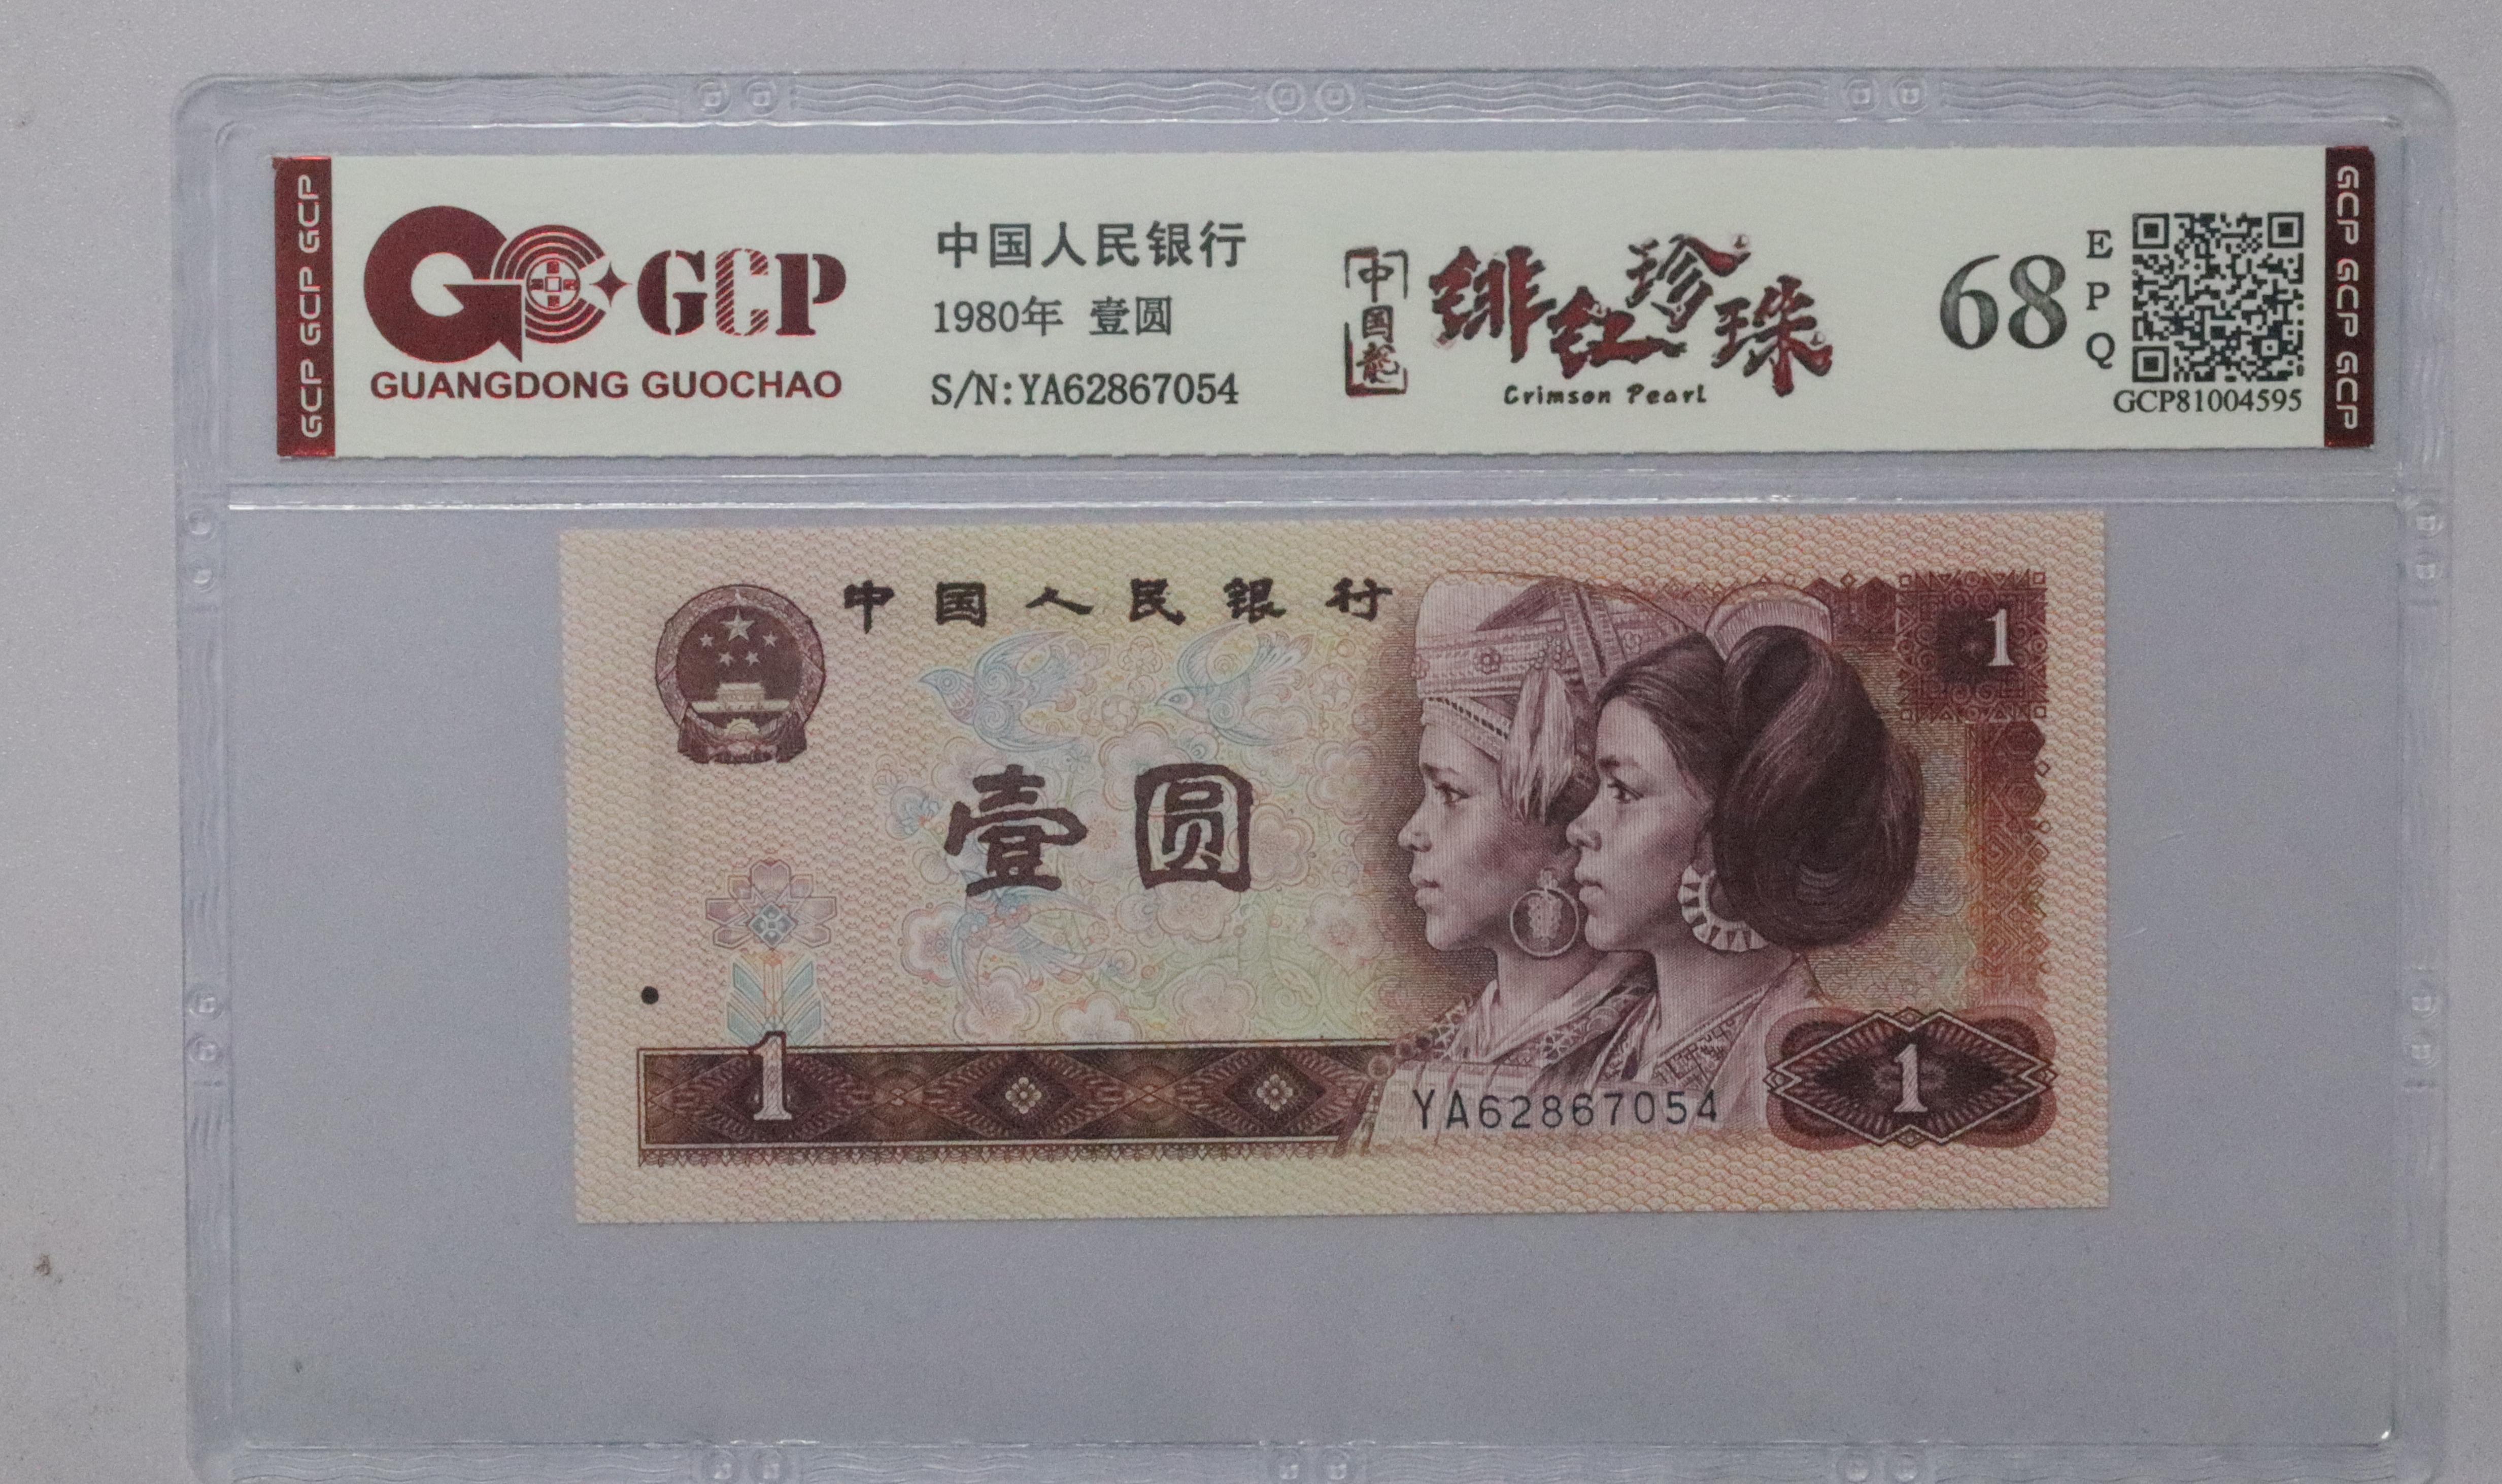 GCP GCP GCP
GCP
GUANGDONG GUOCHAO
中国人民银行
1980年 壹圆
S/N:YA62867054
中国龍
绯红珍珠
Crimson Pearl
68
EPQ
GCP81004595
GCP GCP GCP
中国人民银行
1
壹圆
1
YA62867054
1